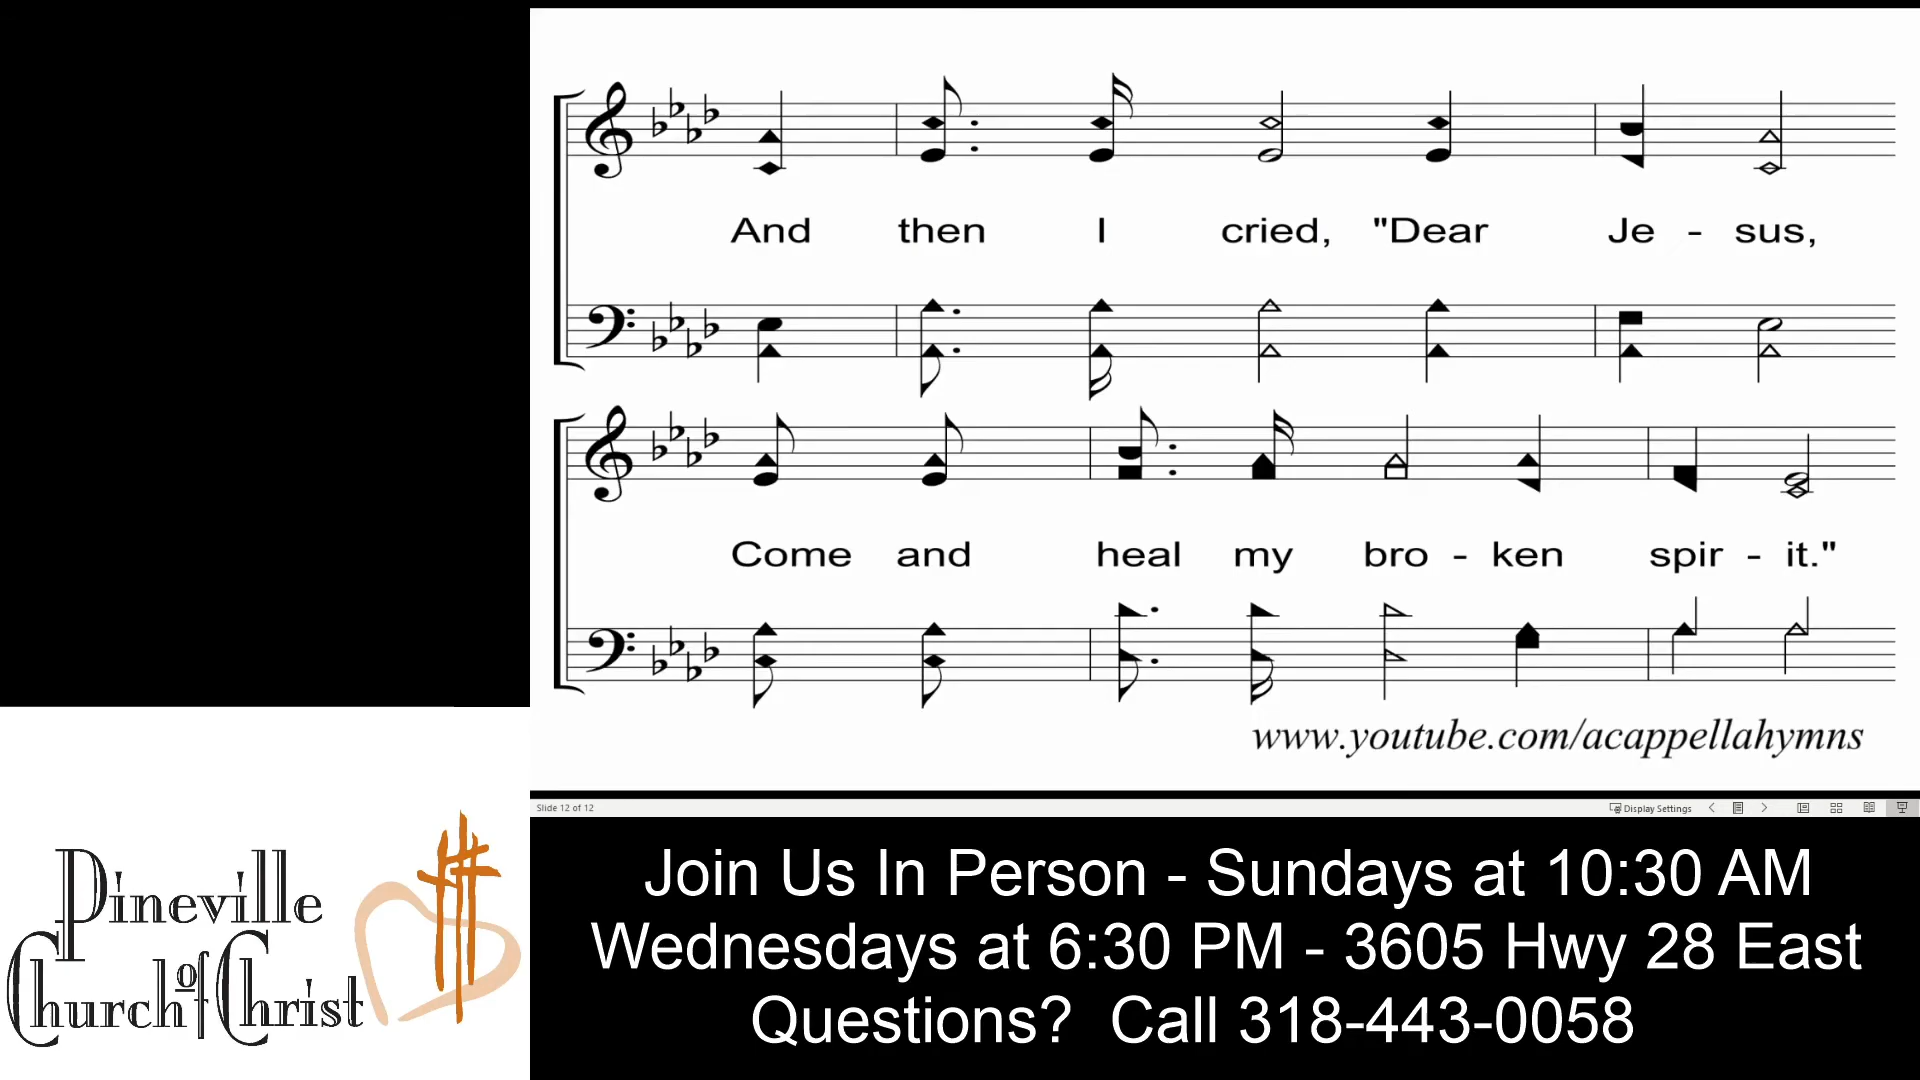 And then I cried, "Dear Je - sus,
Come and heal my bro - ken spir - it."
www.youtube.com/acappellahymns
Slide 12 of 12
Display Settings
Pineville
Church of Christ
Join Us In Person - Sundays at 10:30 AM
Wednesdays at 6:30 PM - 3605 Hwy 28 East
Questions? Call 318-443-0058